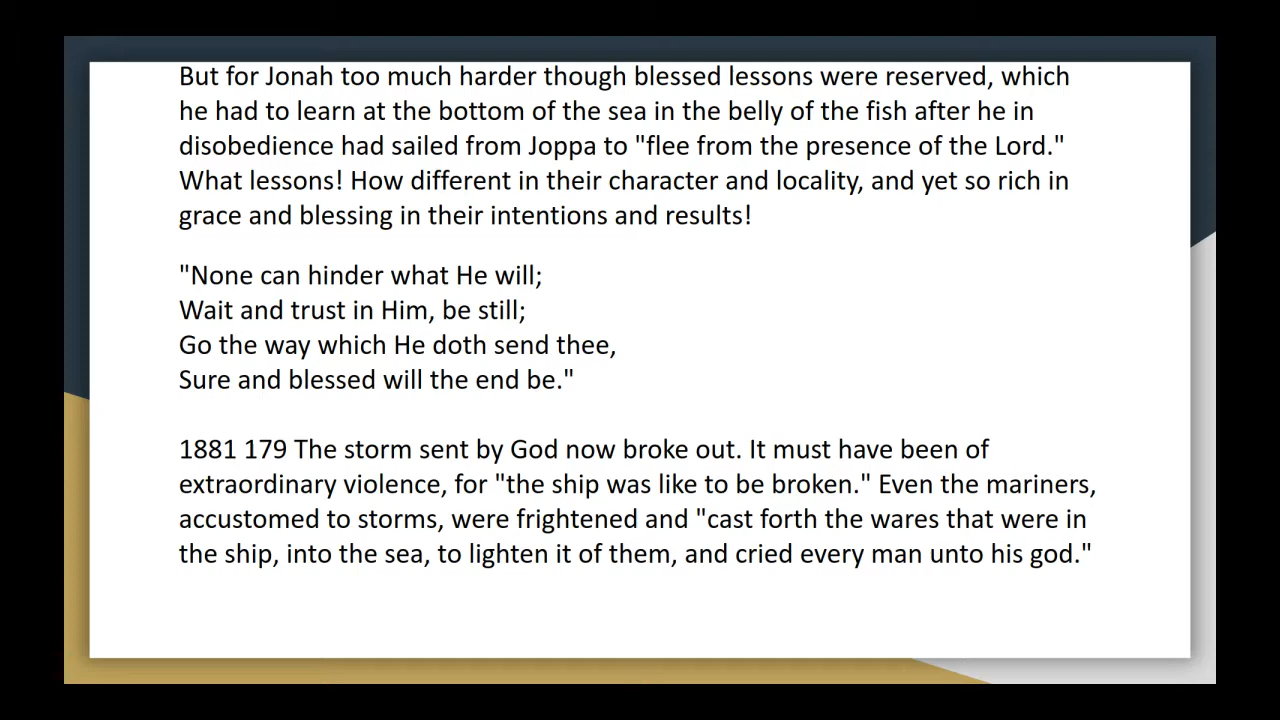 But for Jonah too much harder though blessed lessons were reserved, which
he had to learn at the bottom of the sea in the belly of the fish after he in
disobedience had sailed from Joppa to "flee from the presence of the Lord."
What lessons! How different in their character and locality, and yet so rich in
grace and blessing in their intentions and results!
"None can hinder what He will;
Wait and trust in Him, be still;
Go the way which He doth send thee,
Sure and blessed will the end be."
1881 179 The storm sent by God now broke out. It must have been of
extraordinary violence, for "the ship was like to be broken." Even the mariners,
accustomed to storms, were frightened and "cast forth the wares that were in
the ship, into the sea, to lighten it of them, and cried every man unto his god."